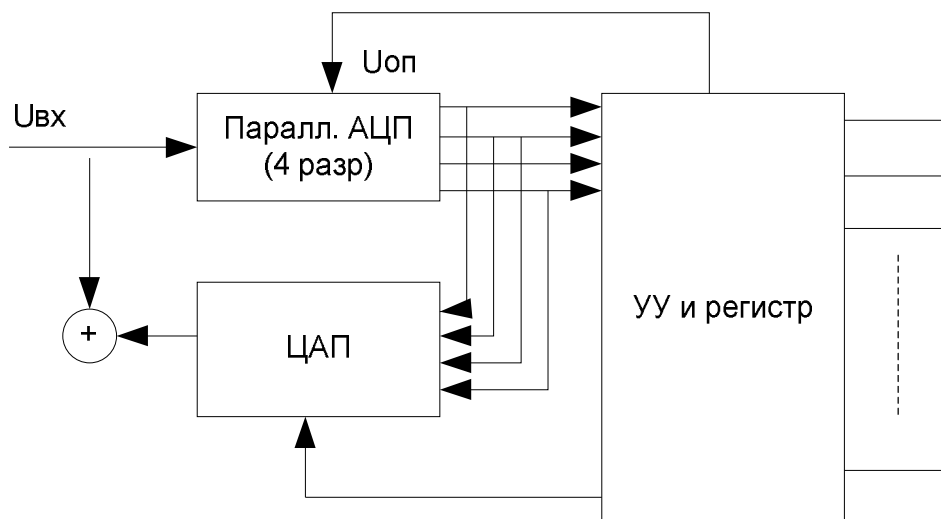 Uоп
Uвх
Паралл. АЦП
(4 разр)
УУ и регистр
+
ЦАП